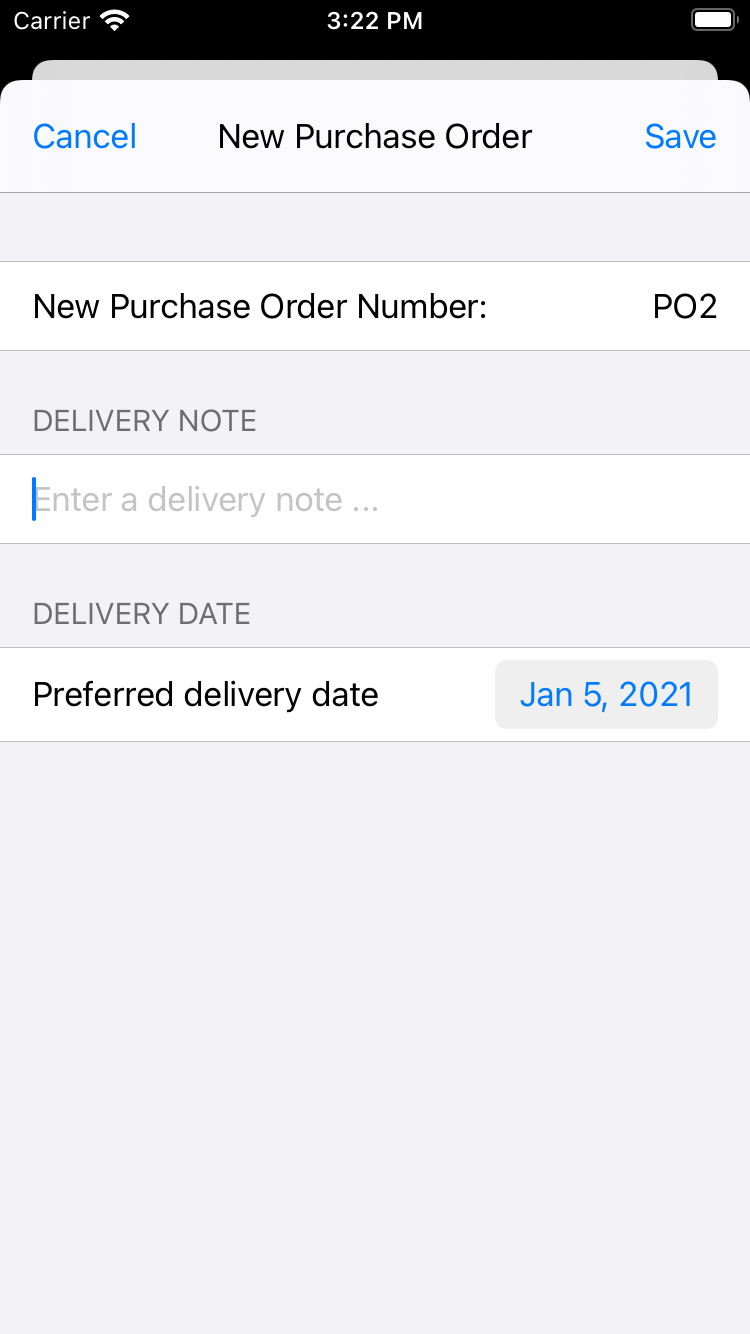 Carrier 3:22 PM
Cancel New Purchase Order Save
New Purchase Order Number: PO2
DELIVERY NOTE
Enter a delivery note ...
DELIVERY DATE
Preferred delivery date Jan 5, 2021